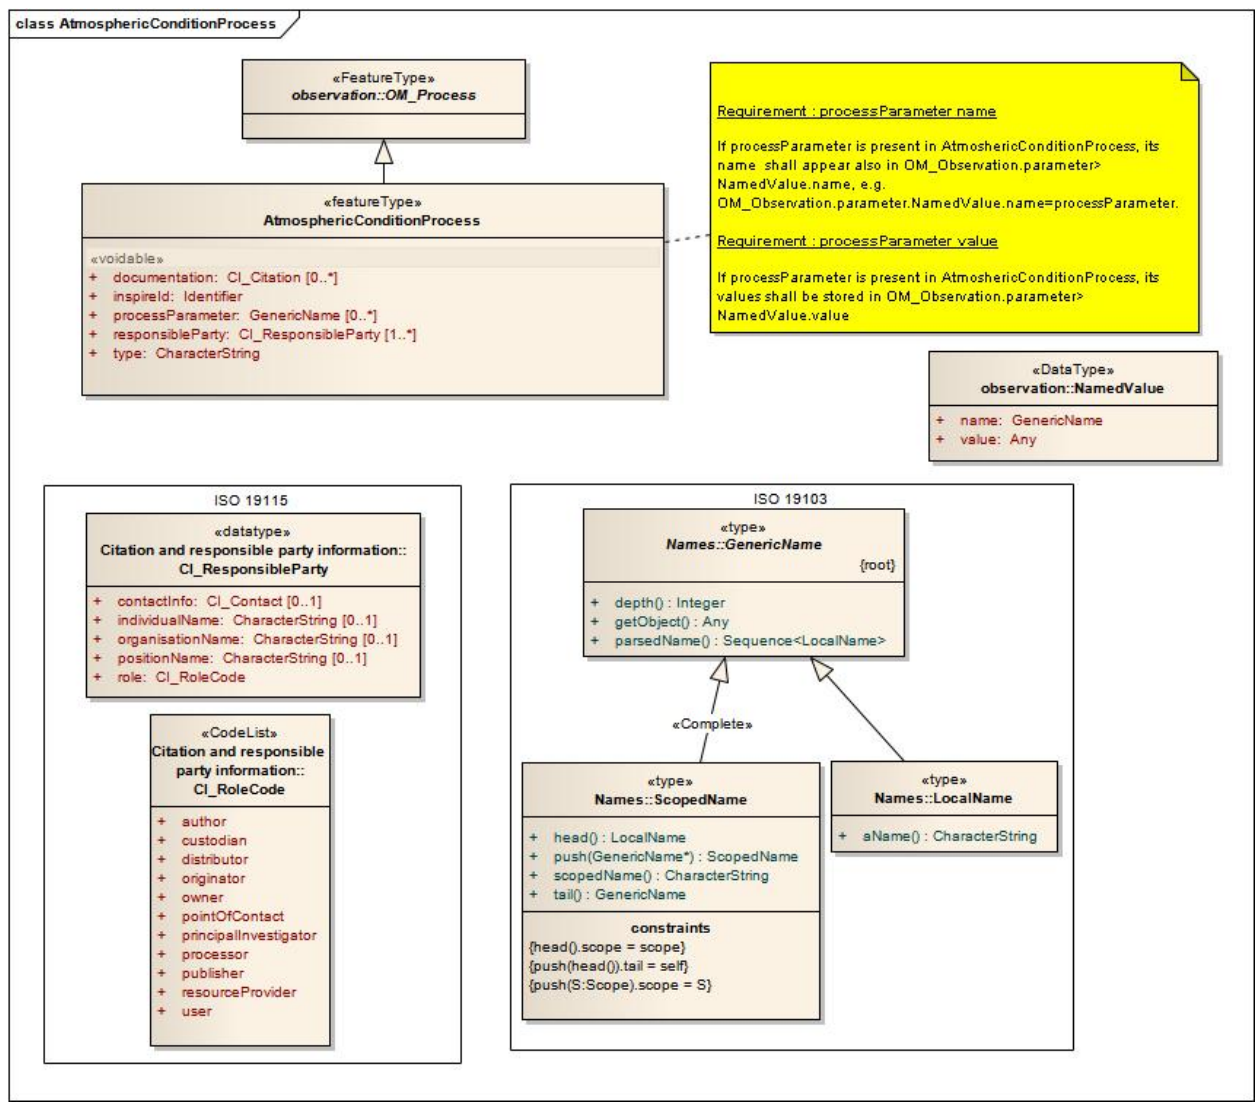 class AtmosphericConditionProcess
«FeatureType»
observation::OM_Process
«featureType»
AtmosphericConditionProcess
«voidable»
+ documentation: CI_Citation [0..*]
+ inspireId: Identifier
+ processParameter: GenericName [0..*]
+ responsibleParty: CI_ResponsibleParty [1..*]
+ type: CharacterString
Requirement : processParameter name
If processParameter is present in AtmoshericConditionProcess, its
name shall appear also in OM_Observation.parameter>
NamedValue.name, e.g.
OM_Observation.parameter.NamedValue.name=processParameter.
Requirement : processParameter value
If processParameter is present in AtmoshericConditionProcess, its
values shall be stored in OM_Observation.parameter>
NamedValue.value
«DataType»
observation::NamedValue
+ name: GenericName
+ value: Any
ISO 19115
«datatype»
Citation and responsible party information::
CI_ResponsibleParty
+ contactInfo: CI_Contact [0..1]
+ individualName: CharacterString [0..1]
+ organisationName: CharacterString [0..1]
+ positionName: CharacterString [0..1]
+ role: CI_RoleCode
«CodeList»
Citation and responsible
party information::
CI_RoleCode
+ author
+ custodian
+ distributor
+ originator
+ owner
+ pointOfContact
+ principalInvestigator
+ processor
+ publisher
+ resourceProvider
+ user
ISO 19103
«type»
Names::GenericName
{root}
+ depth() : Integer
+ getObject() : Any
+ parsedName() : Sequence<LocalName>
«Complete»
«type»
Names::ScopedName
+ head() : LocalName
+ push(GenericName*) : ScopedName
+ scopedName() : CharacterString
+ tail() : GenericName
constraints
{head().scope = scope}
{push(head()).tail = self}
{push(S:Scope).scope = S}
«type»
Names::LocalName
+ aName() : CharacterString